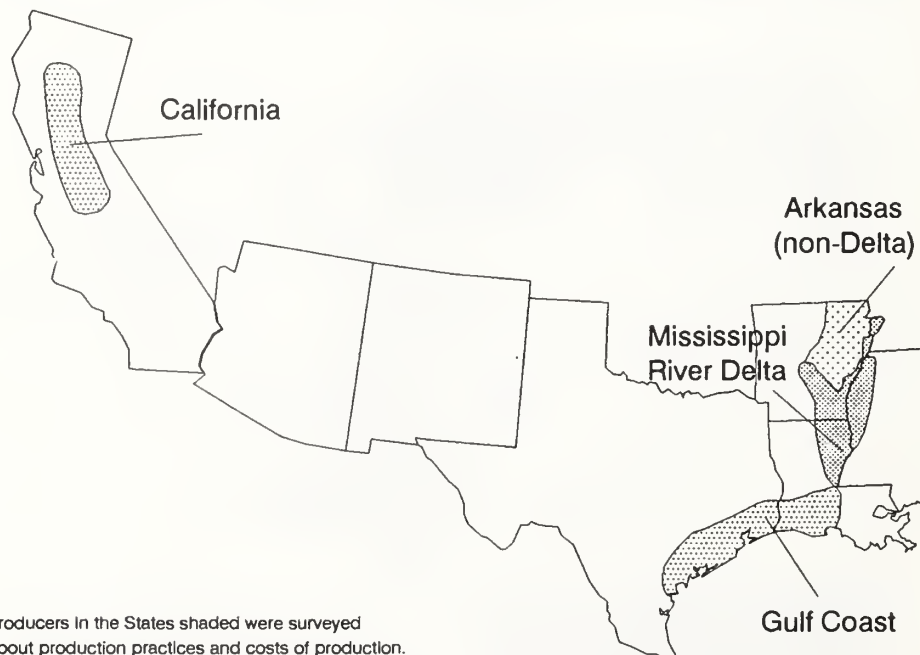 California
Arkansas
(non-Delta)
Mississippi
River Delta
Gulf Coast
roducers in the States shaded were surveyed
bout production practices and costs of production.